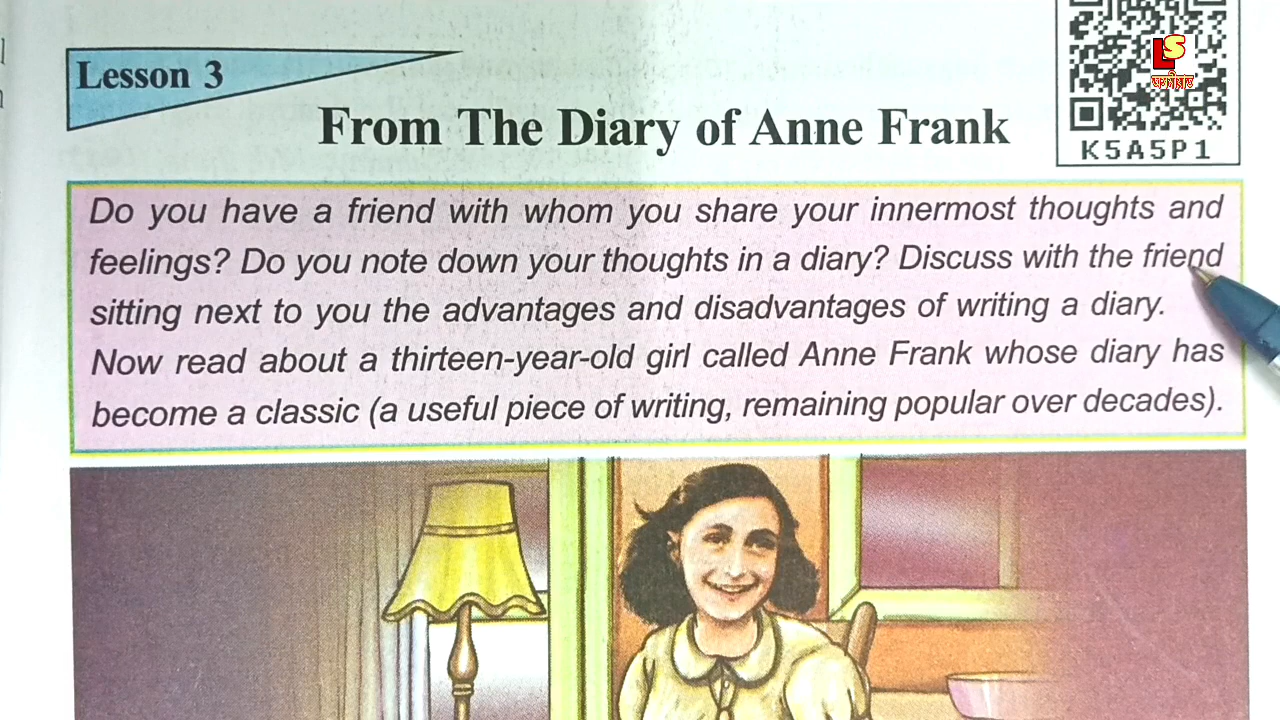 Lesson 3
From The Diary of Anne Frank
K5A5P1
LS
Do you have a friend with whom you share your innermost thoughts and
feelings? Do you note down your thoughts in a diary? Discuss with the friend
sitting next to you the advantages and disadvantages of writing a diary.
Now read about a thirteen-year-old girl called Anne Frank whose diary has
become a classic (a useful piece of writing, remaining popular over decades).